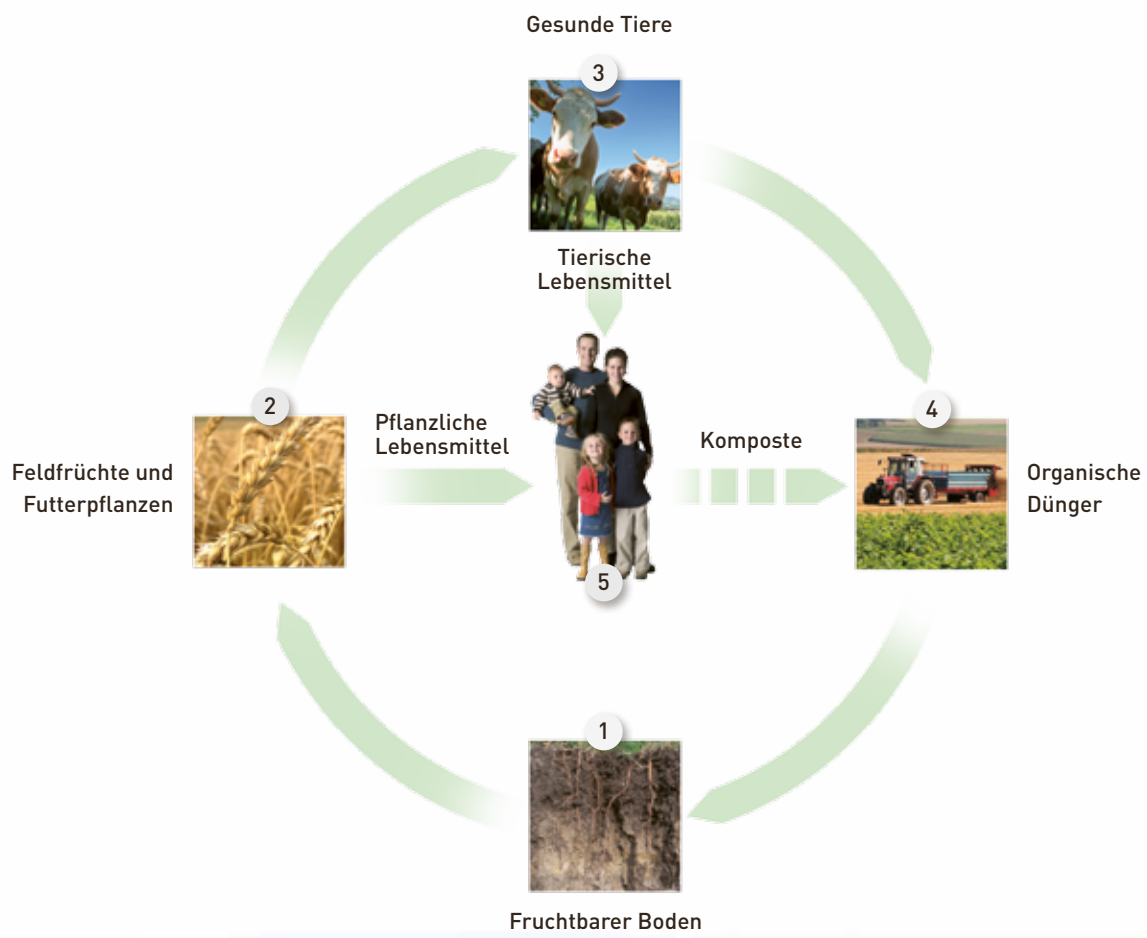 Gesunde Tiere
3
Tierische
Lebensmittel
2
Pflanzliche
Lebensmittel
Komposte
4
Feldfrüchte und
Futterpflanzen
Organische
Dünger
5
1
Fruchtbarer Boden